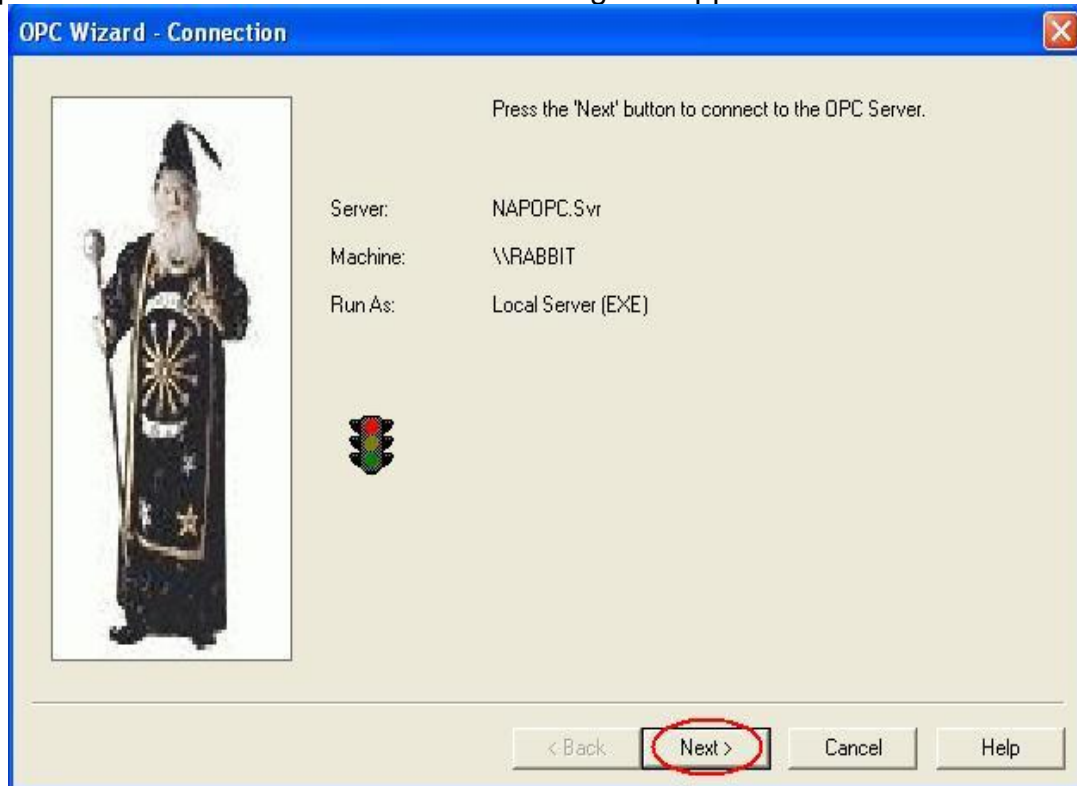 OPC Wizard - Connection
Press the 'Next' button to connect to the OPC Server.
Server: NAPOPC.Svr
Machine: \\RABBIT
Run As: Local Server (EXE)
< Back Next > Cancel Help